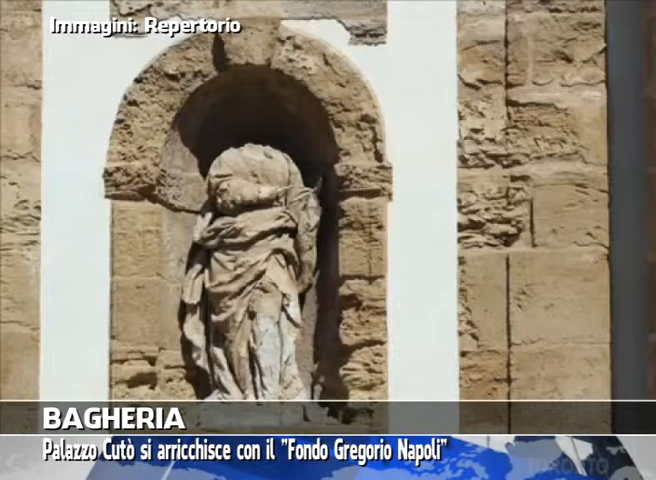 Immagini: Repertorio
BAGHERIA
Palazzo Cutò si arricchisce con il "Fondo Gregorio Napoli"